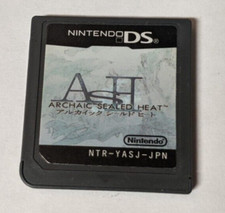 NINTENDO DS
ASH
ARCHAIC SEALED HEAT™
アルカイック シールド ヒート
Nintendo
NTR-YASJ-JPN